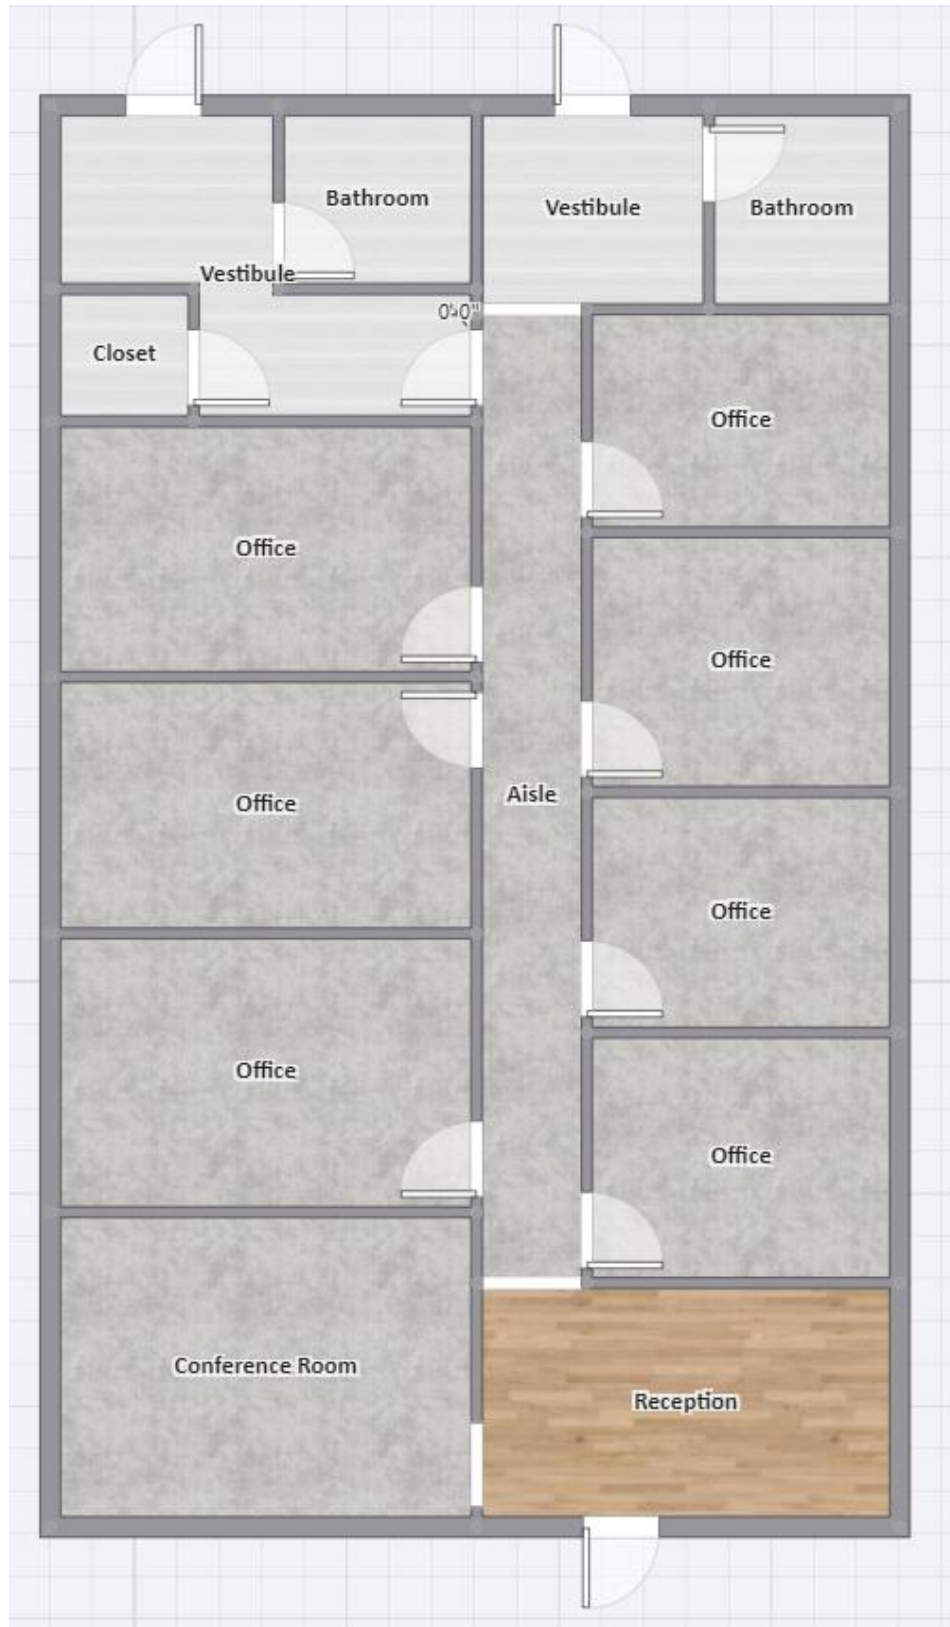 Bathroom
Vestibule
Bathroom
Vestibule
0'0"
Closet
Office
Office
Office
Aisle
Office
Office
Office
Office
Conference Room
Reception